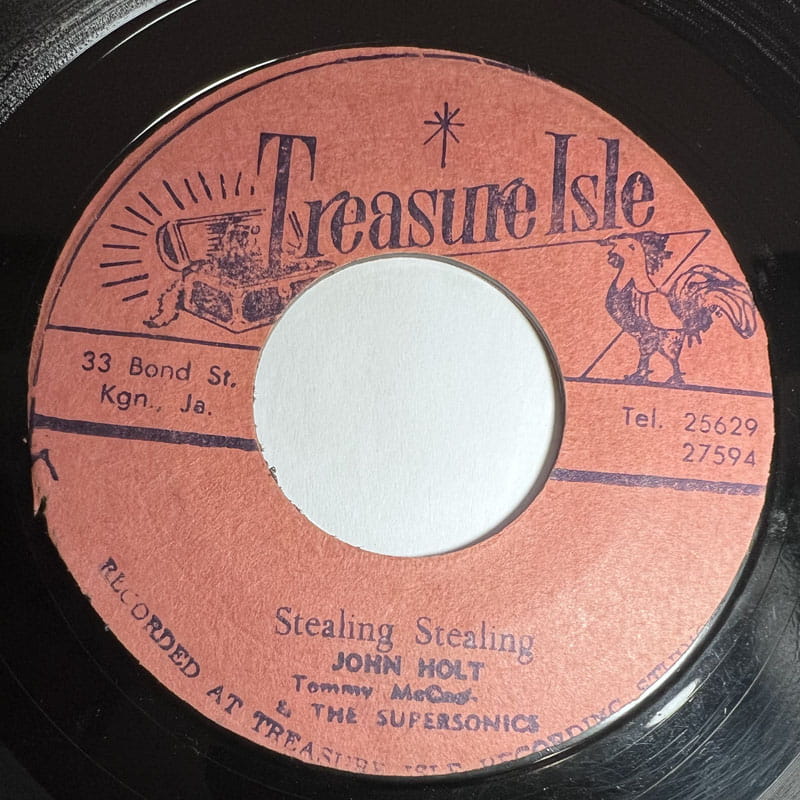 Treasure Isle
33 Bond St.
Kgn., Ja.
Tel. 25629
27594
Stealing Stealing
JOHN HOLT
Tommy
& THE SUPERSONICS
RECORDED AT TREASURE ISLE RECORDING